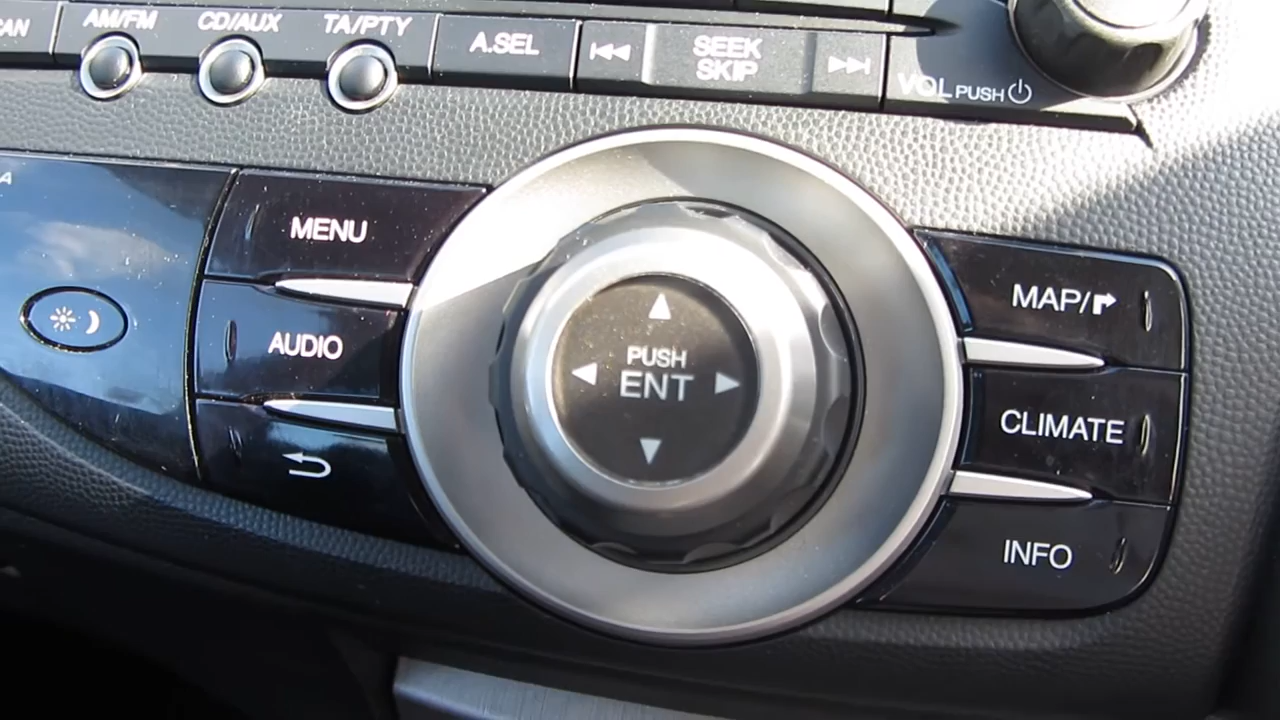 AM/FM
CD/AUX
TA/PTY
A.SEL
SEEK
SKIP
VOL PUSH
MENU
AUDIO
PUSH
ENT
MAP/
CLIMATE
INFO